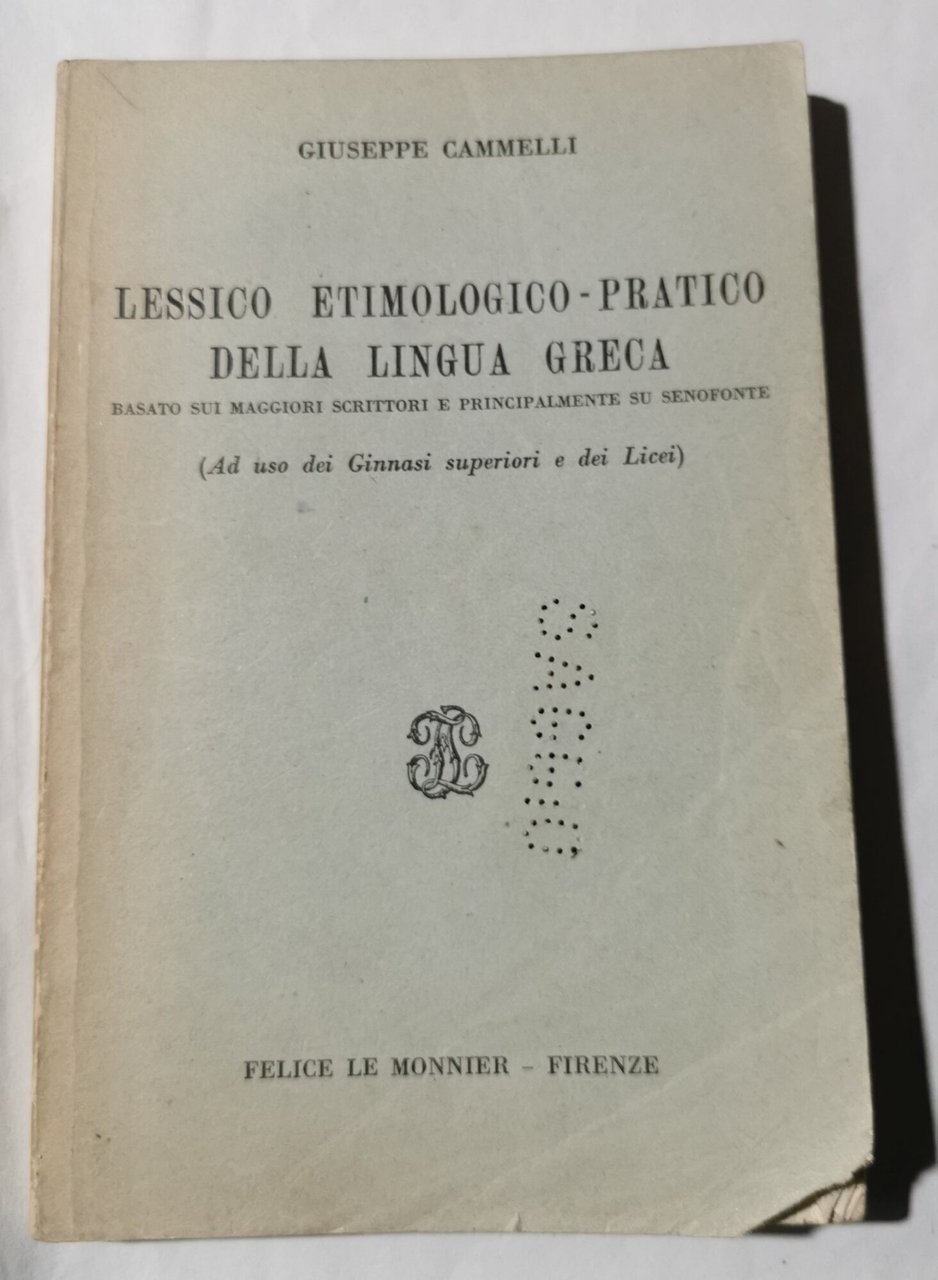 GIUSEPPE CAMMELLI
LESSICO ETIMOLOGICO-PRATICO
DELLA LINGUA GRECA
BASATO SUI MAGGIORI SCRITTORI E PRINCIPALMENTE SU SENOFONTE
(Ad uso dei Ginnasi superiori e dei Licei)
SAGGIO
FELICE LE MONNIER - FIRENZE